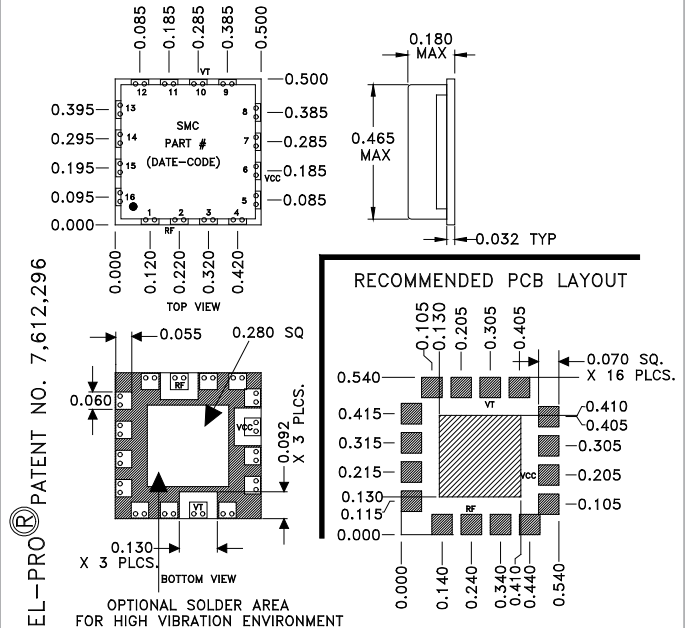 0.085
0.185
0.285
0.385
0.500
VT
12
11
10
9
0.500
0.395
13
8
0.385
0.295
14
SMC
PART #
(DATE-CODE)
7
0.285
0.195
15
6
VCC
0.185
0.095
16
5
0.085
0.000
1
2
3
4
RF
0.000
0.120
0.220
0.320
0.420
TOP VIEW
0.180
MAX
0.465
MAX
0.032 TYP
EL-PRO® PATENT NO. 7,612,296
0.055
0.280 SQ
0.060
RF
VCC
VT
0.092
X 3 PLCS.
0.130
X 3 PLCS.
BOTTOM VIEW
OPTIONAL SOLDER AREA
FOR HIGH VIBRATION ENVIRONMENT
RECOMMENDED PCB LAYOUT
0.105
0.130
0.205
0.305
0.405
0.070 SQ.
X 16 PLCS.
0.540
0.415
0.315
0.215
0.130
0.115
0.000
VT
VCC
RF
0.410
0.405
0.305
0.205
0.105
0.000
0.140
0.240
0.340
0.410
0.440
0.540